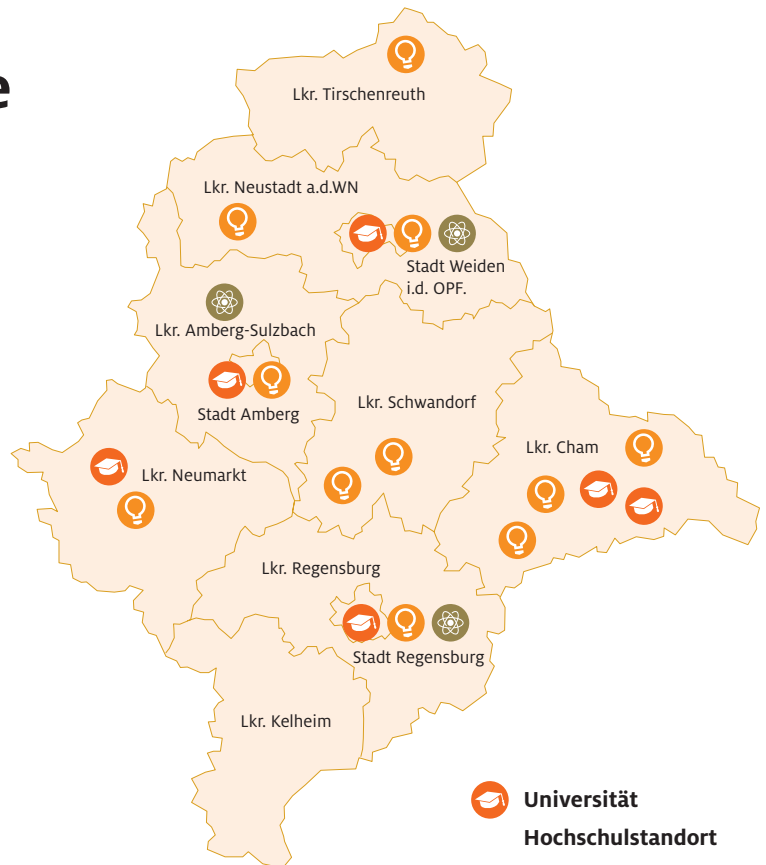 e
Lkr. Tirschenreuth
Lkr. Neustadt a.d.WN
Stadt Weiden
i.d. OPF.
Lkr. Amberg-Sulzbach
Stadt Amberg
Lkr. Schwandorf
Lkr. Cham
Lkr. Neumarkt
Lkr. Regensburg
Stadt Regensburg
Lkr. Kelheim
Universität
Hochschulstandort